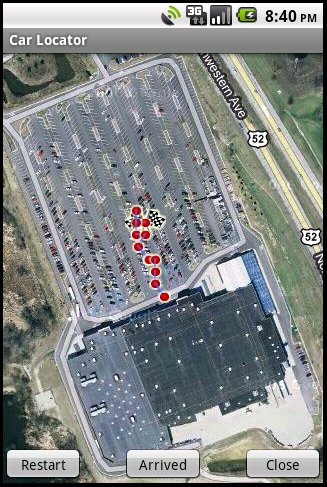 3G
8:40 PM
Car Locator
western Ave
52
52
Restart
Arrived
Close